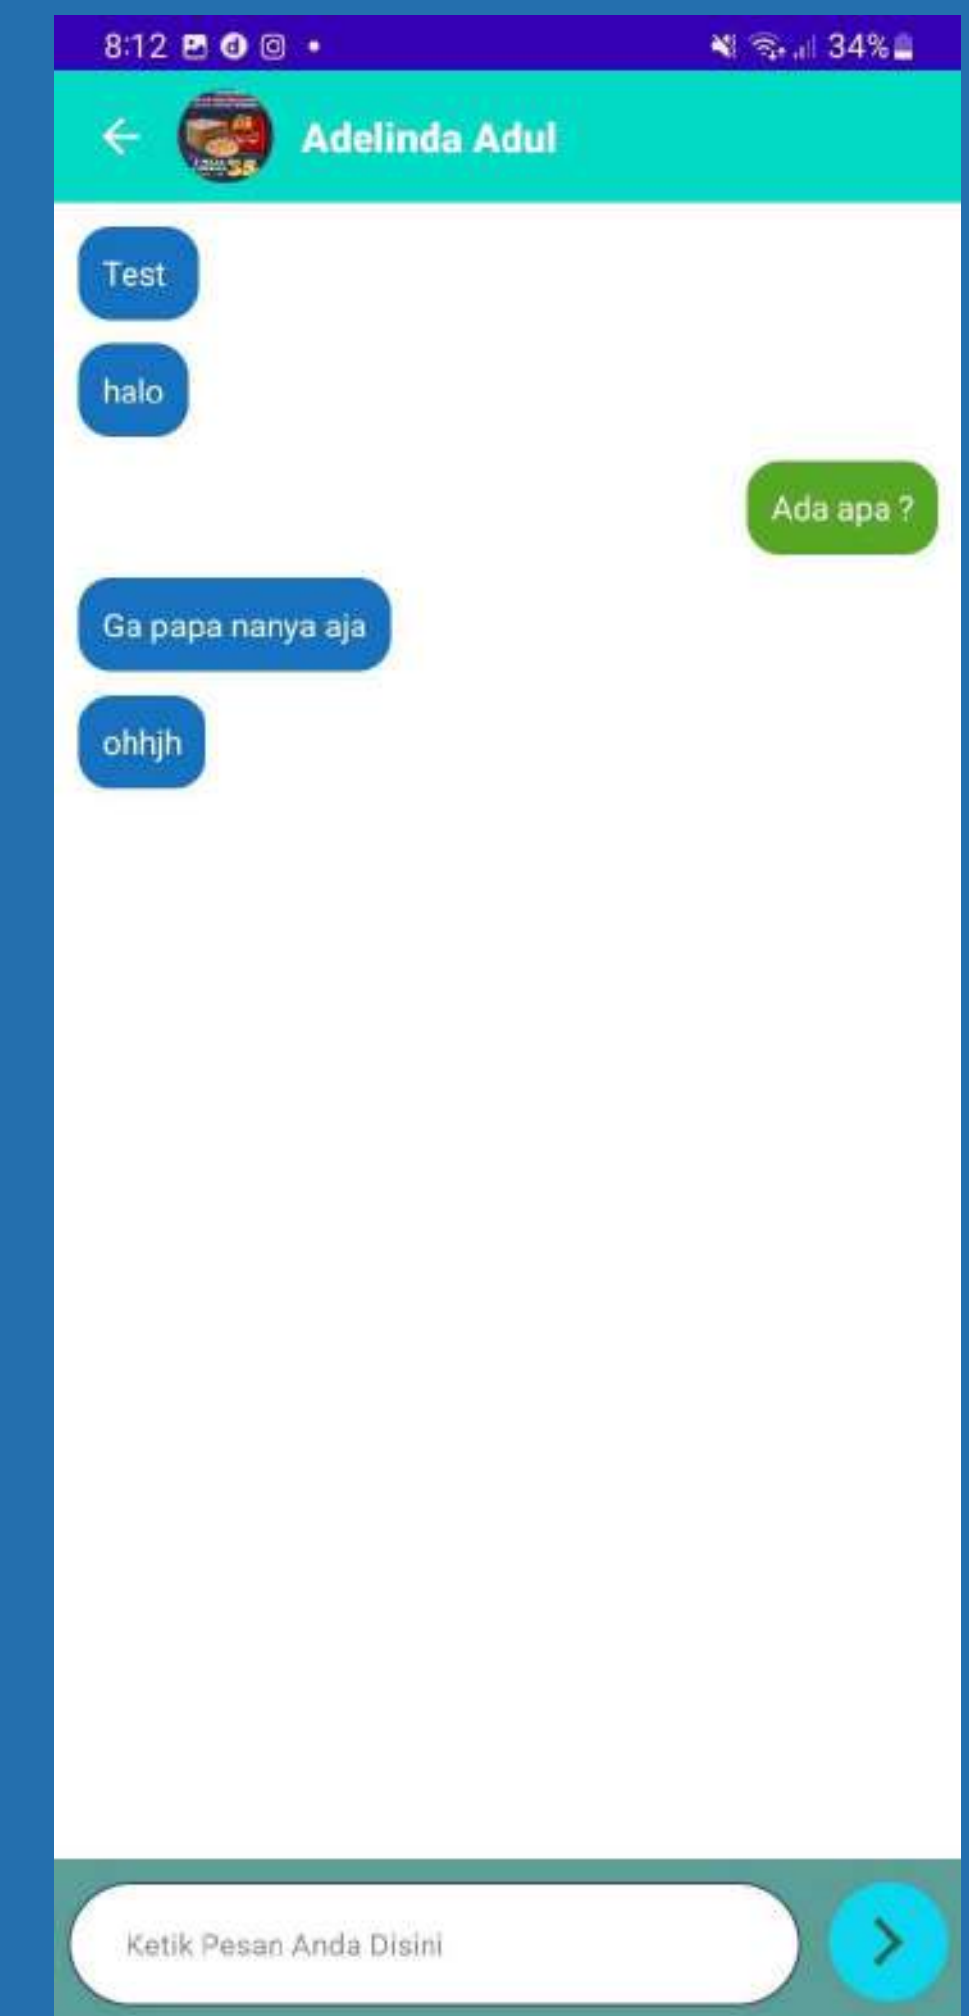 8:12
34%
Adelinda Adul
Test
halo
Ada apa ?
Ga papa nanya aja
ohhjh
Ketik Pesan Anda Disini